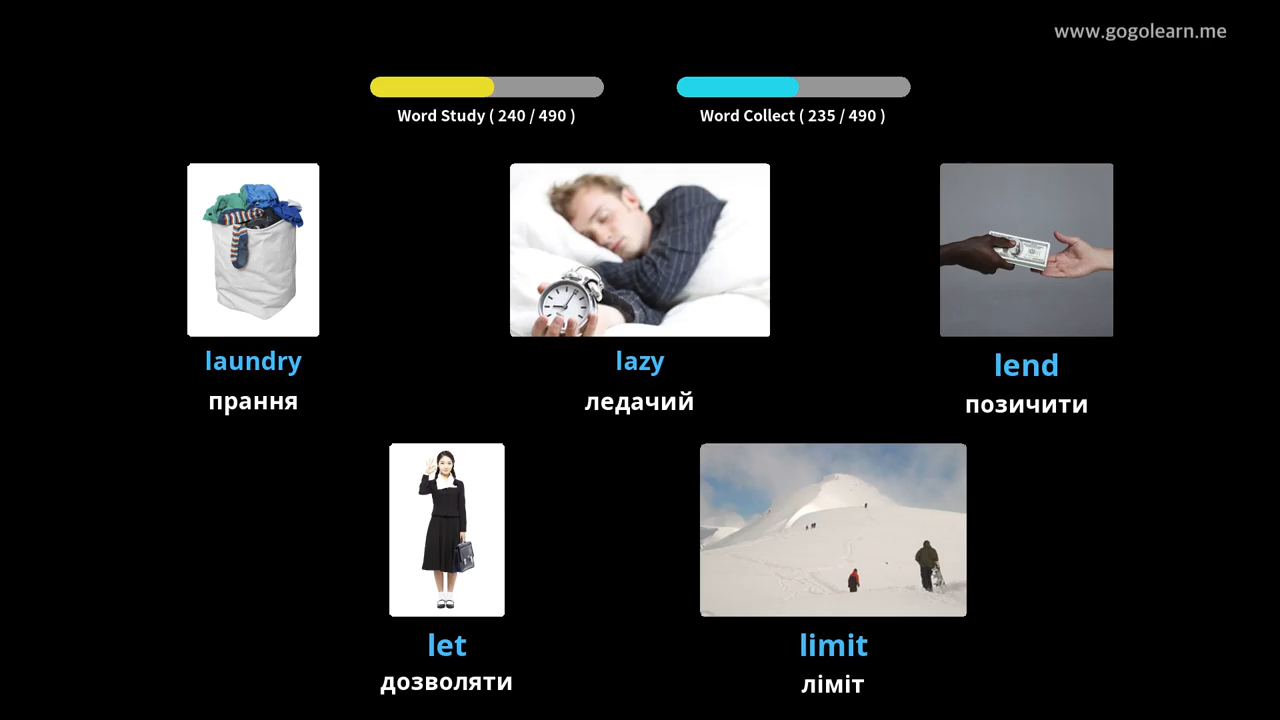 www.gogolearn.me
Word Study ( 240 / 490 )
Word Collect ( 235 / 490 )
laundry
прання
lazy
ледачий
lend
позичити
let
дозволяти
limit
ліміт